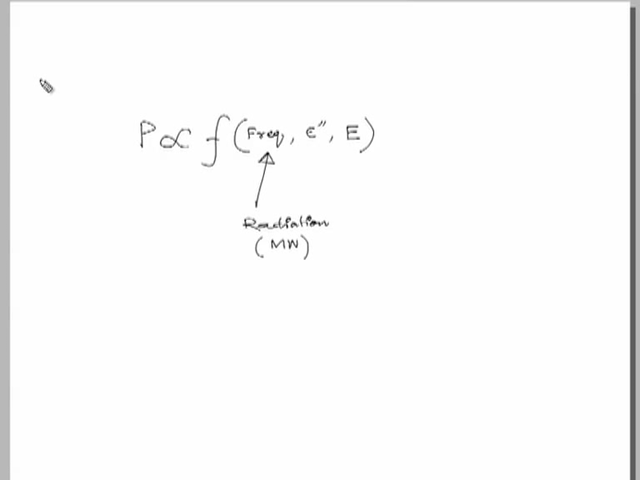 P ∝ f (Freq, ε", E)
Radiation
(MW)